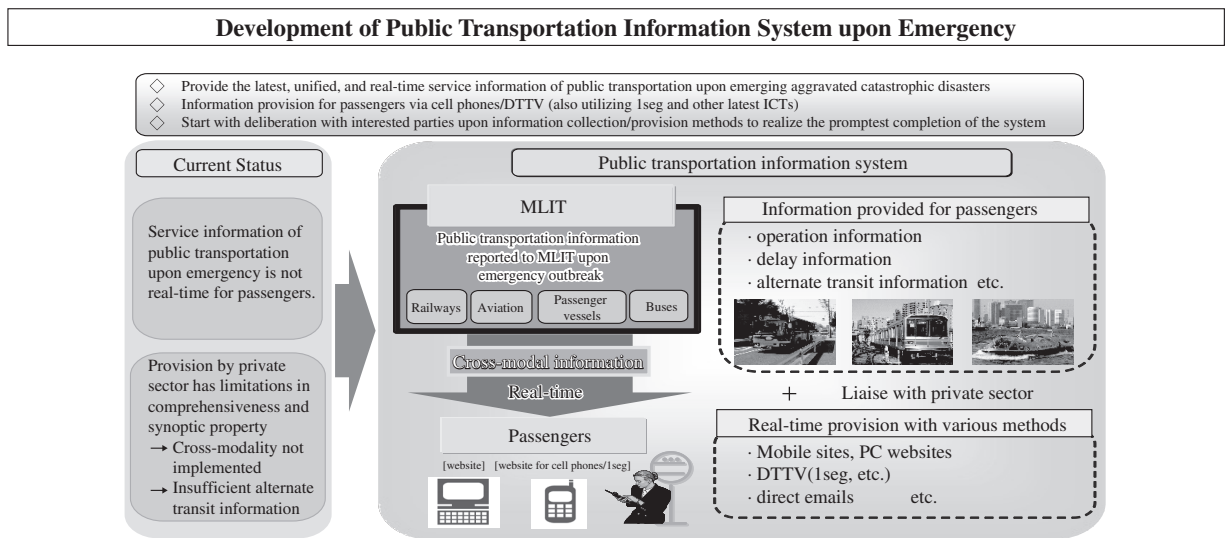 Development of Public Transportation Information System upon Emergency
◇ Provide the latest, unified, and real-time service information of public transportation upon emerging aggravated catastrophic disasters
◇ Information provision for passengers via cell phones/DTTV (also utilizing 1seg and other latest ICTs)
◇ Start with deliberation with interested parties upon information collection/provision methods to realize the promptest completion of the system
Current Status
Service information of
public transportation
upon emergency is not
real-time for passengers.
Provision by private
sector has limitations in
comprehensiveness and
synoptic property
→ Cross-modality not
implemented
→ Insufficient alternate
transit information
Public transportation information system
MLIT
Public transportation information
reported to MLIT upon
emergency outbreak
Railways
Aviation
Passenger
vessels
Buses
Cross-modal information
Real-time
Passengers
[website] [website for cell phones/1seg]
Information provided for passengers
· operation information
· delay information
· alternate transit information etc.
+ Liaise with private sector
Real-time provision with various methods
· Mobile sites, PC websites
· DTTV(1seg, etc.)
· direct emails etc.